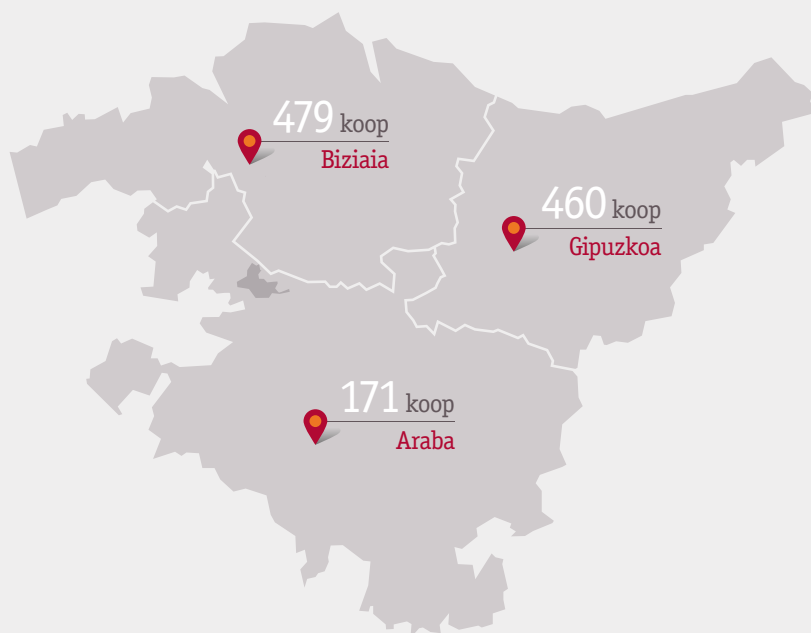 479 koop
Biziaia
460 koop
Gipuzkoa
171 koop
Araba